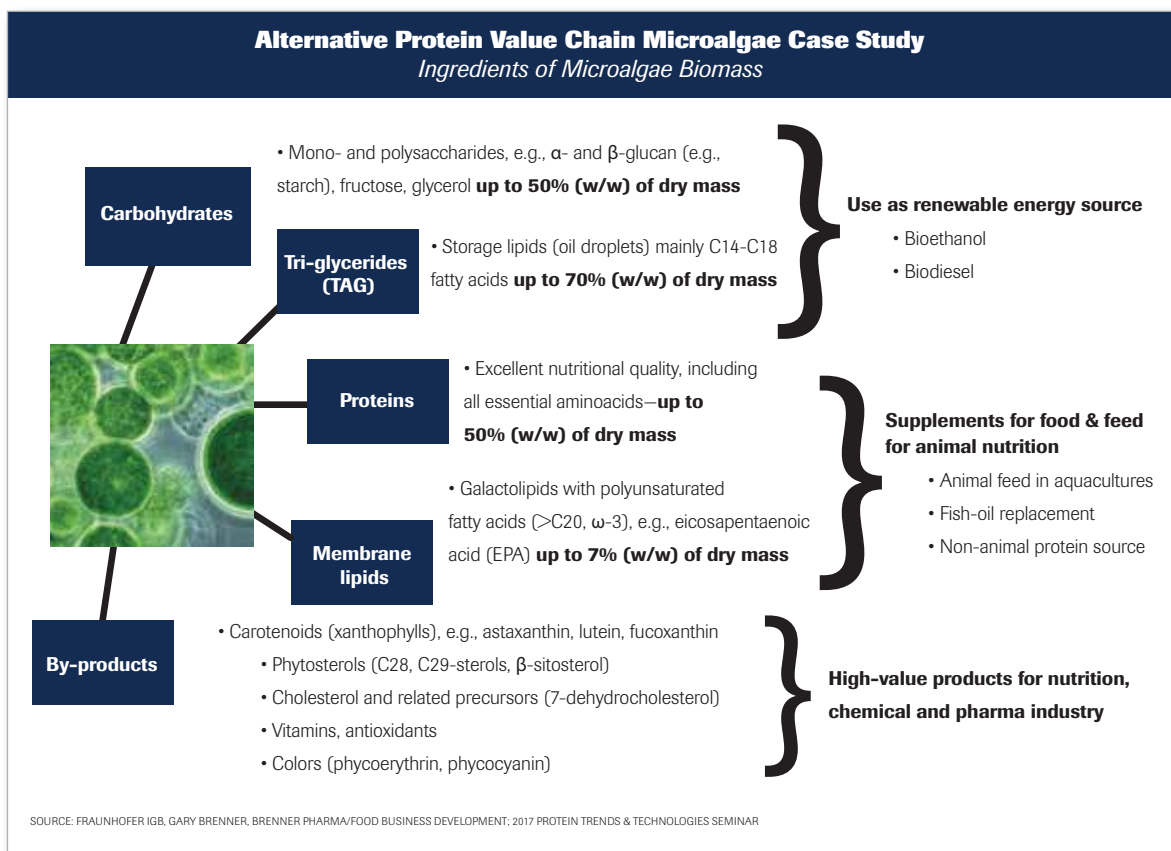 Alternative Protein Value Chain Microalgae Case Study
Ingredients of Microalgae Biomass
Carbohydrates
• Mono- and polysaccharides, e.g., α- and β-glucan (e.g.,
starch), fructose, glycerol up to 50% (w/w) of dry mass
Tri-glycerides
(TAG)
• Storage lipids (oil droplets) mainly C14-C18
fatty acids up to 70% (w/w) of dry mass
Use as renewable energy source
• Bioethanol
• Biodiesel
Proteins
• Excellent nutritional quality, including
all essential aminoacids—up to
50% (w/w) of dry mass
Membrane
lipids
• Galactolipids with polyunsaturated
fatty acids (>C20, ω-3), e.g., eicosapentaenoic
acid (EPA) up to 7% (w/w) of dry mass
Supplements for food & feed
for animal nutrition
• Animal feed in aquacultures
• Fish-oil replacement
• Non-animal protein source
By-products
• Carotenoids (xanthophylls), e.g., astaxanthin, lutein, fucoxanthin
• Phytosterols (C28, C29-sterols, β-sitosterol)
• Cholesterol and related precursors (7-dehydrocholesterol)
• Vitamins, antioxidants
• Colors (phycoerythrin, phycocyanin)
High-value products for nutrition,
chemical and pharma industry
SOURCE: FRAUNHOFER IGB, GARY BRENNER, BRENNER PHARMA/FOOD BUSINESS DEVELOPMENT; 2017 PROTEIN TRENDS & TECHNOLOGIES SEMINAR